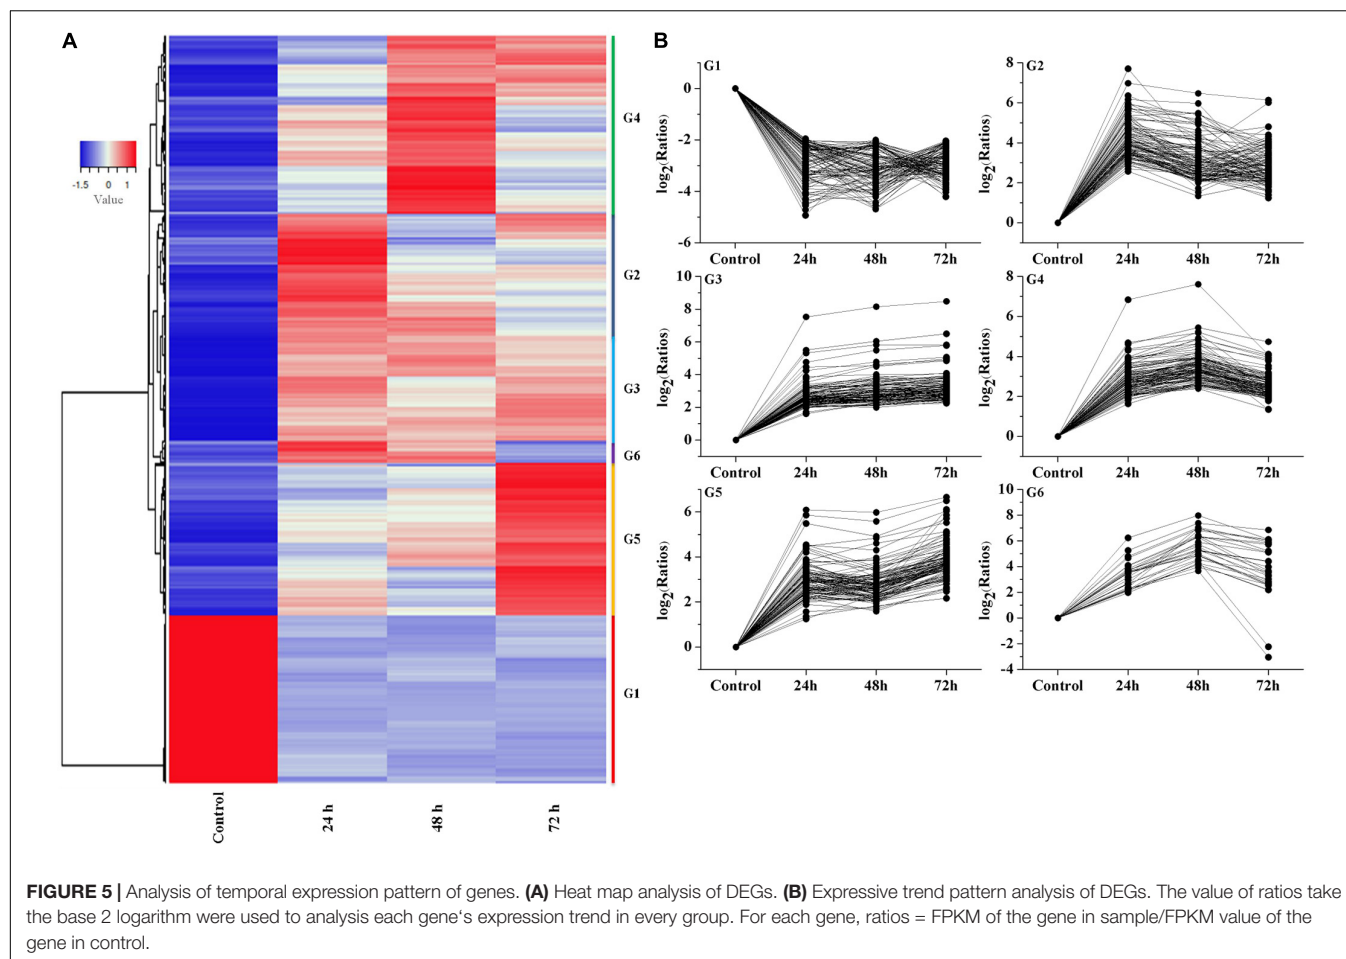 A
-1.5 0 1
Value
G4
G2
G3
G6
G5
G1
Control
24 h
48 h
72 h
B
G1
log2(Ratios)
0
-2
-4
-6
Control 24h 48h 72h
G2
log2(Ratios)
8
6
4
2
0
Control 24h 48h 72h
G3
log2(Ratios)
10
8
6
4
2
0
Control 24h 48h 72h
G4
log2(Ratios)
8
6
4
2
0
Control 24h 48h 72h
G5
log2(Ratios)
6
4
2
0
Control 24h 48h 72h
G6
log2(Ratios)
10
8
6
4
2
0
-2
-4
Control 24h 48h 72h
FIGURE 5 | Analysis of temporal expression pattern of genes. (A) Heat map analysis of DEGs. (B) Expressive trend pattern analysis of DEGs. The value of ratios take
the base 2 logarithm were used to analysis each gene‘s expression trend in every group. For each gene, ratios = FPKM of the gene in sample/FPKM value of the
gene in control.